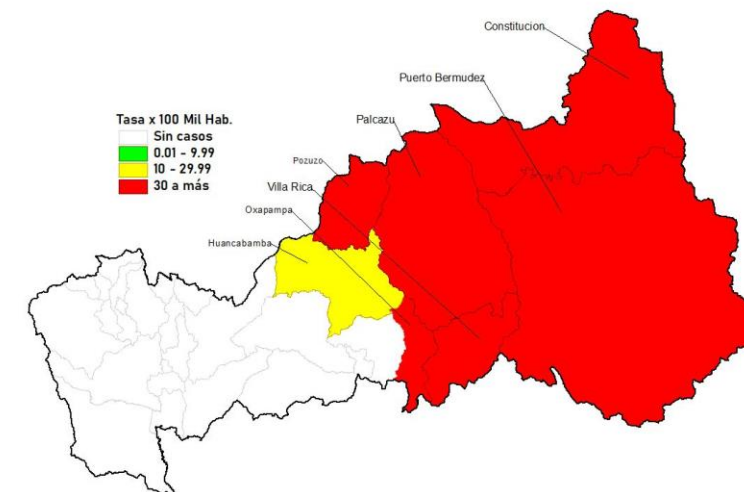 Constitucion
Puerto Bermudez
Palcazu
Tasa x 100 Mil Hab.
Sin casos
0.01 - 9.99
10 - 29.99
30 a más
Pozuzo
Villa Rica
Oxapampa
Huancabamba